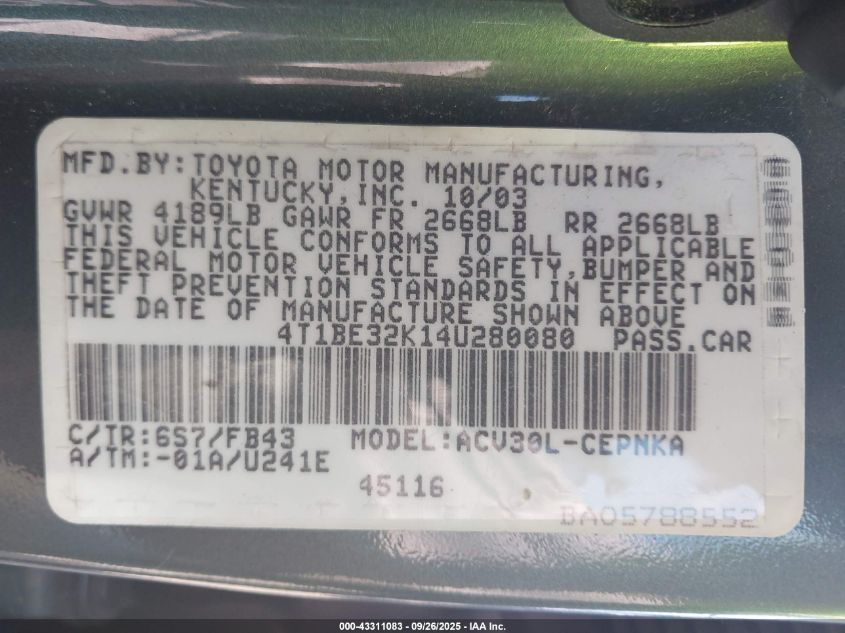 MFD.BY:TOYOTA MOTOR MANUFACTURING,
KENTUCKY,INC. 10/03
GVWR 4189LB GAWR FR 2668LB RR 2668LB
THIS VEHICLE CONFORMS TO ALL APPLICABLE
FEDERAL MOTOR VEHICLE SAFETY,BUMPER AND
THEFT PREVENTION STANDARDS IN EFFECT ON
THE DATE OF MANUFACTURE SHOWN ABOVE
4T1BE32K14U280080 PASS.CAR
C/TR:6S7/FB43 MODEL:ACV30L-CEPNKA
A/TM:-01A/U241E
45116
BA05788552
000-43311083 - 09/26/2025 - IAA Inc.